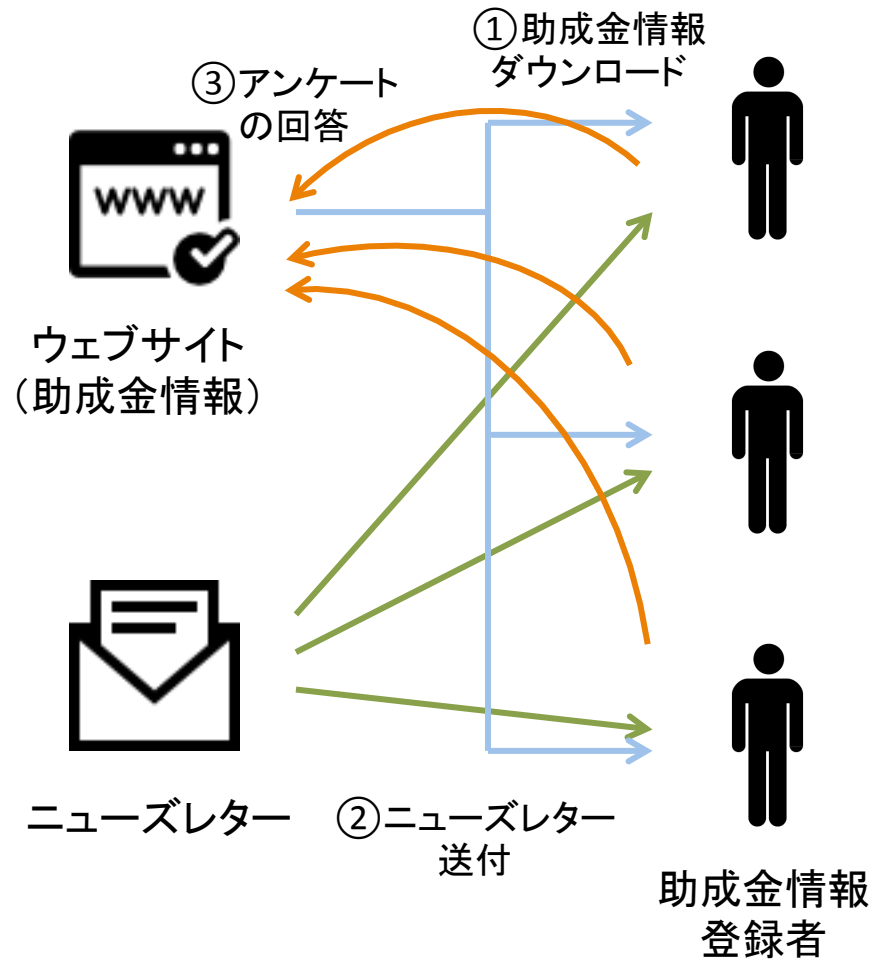 ①助成金情報
ダウンロード
③アンケート
の回答
WWW
ウェブサイト
（助成金情報）
ニューズレター
②ニューズレター
送付
助成金情報
登録者